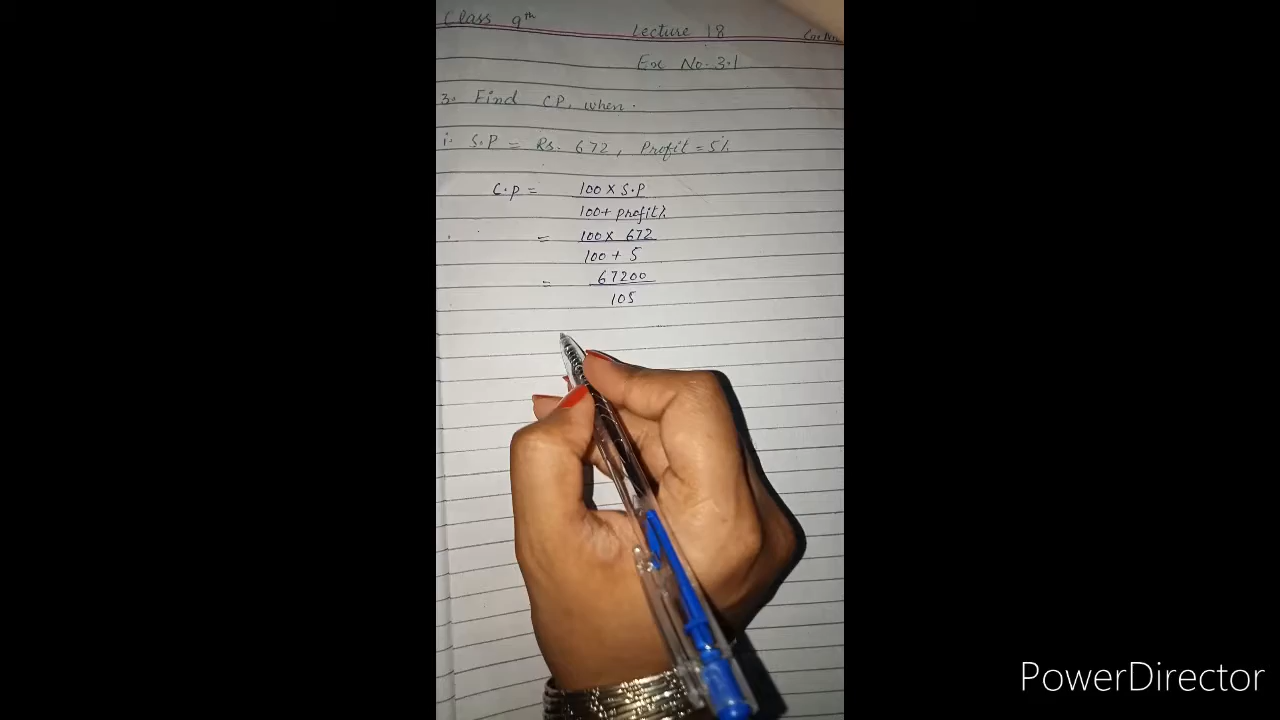 Class 9th
Lecture 18
Ex No. 3.1
3. Find CP, when.
i. S.P = Rs. 672, Profit = 5%
C.p = 100 x S.P
100+ profit%
= 100 x 672
100 + 5
= 67200
105
PowerDirector